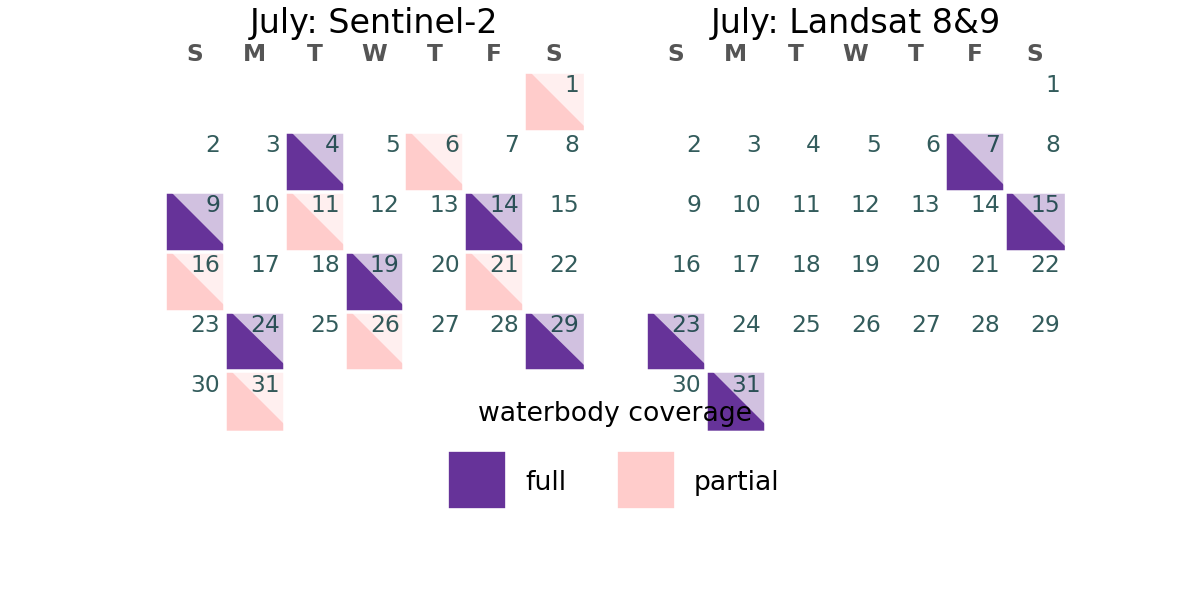 July: Sentinel-2
S M T W T F S
1
2 3 4 5 6 7 8
9 10 11 12 13 14 15
16 17 18 19 20 21 22
23 24 25 26 27 28 29
30 31
July: Landsat 8&9
S M T W T F S
1
2 3 4 5 6 7 8
9 10 11 12 13 14 15
16 17 18 19 20 21 22
23 24 25 26 27 28 29
30 31
waterbody coverage
full partial